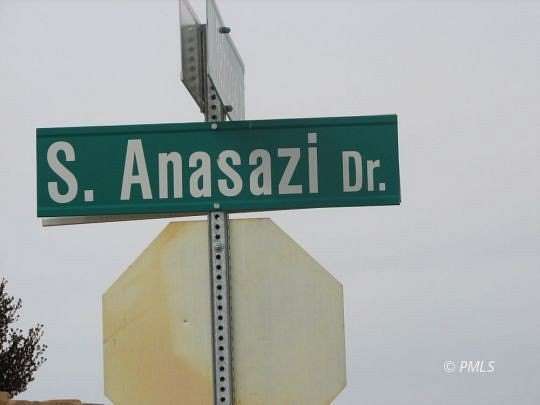 S. Anasazi Dr.
© PMLS